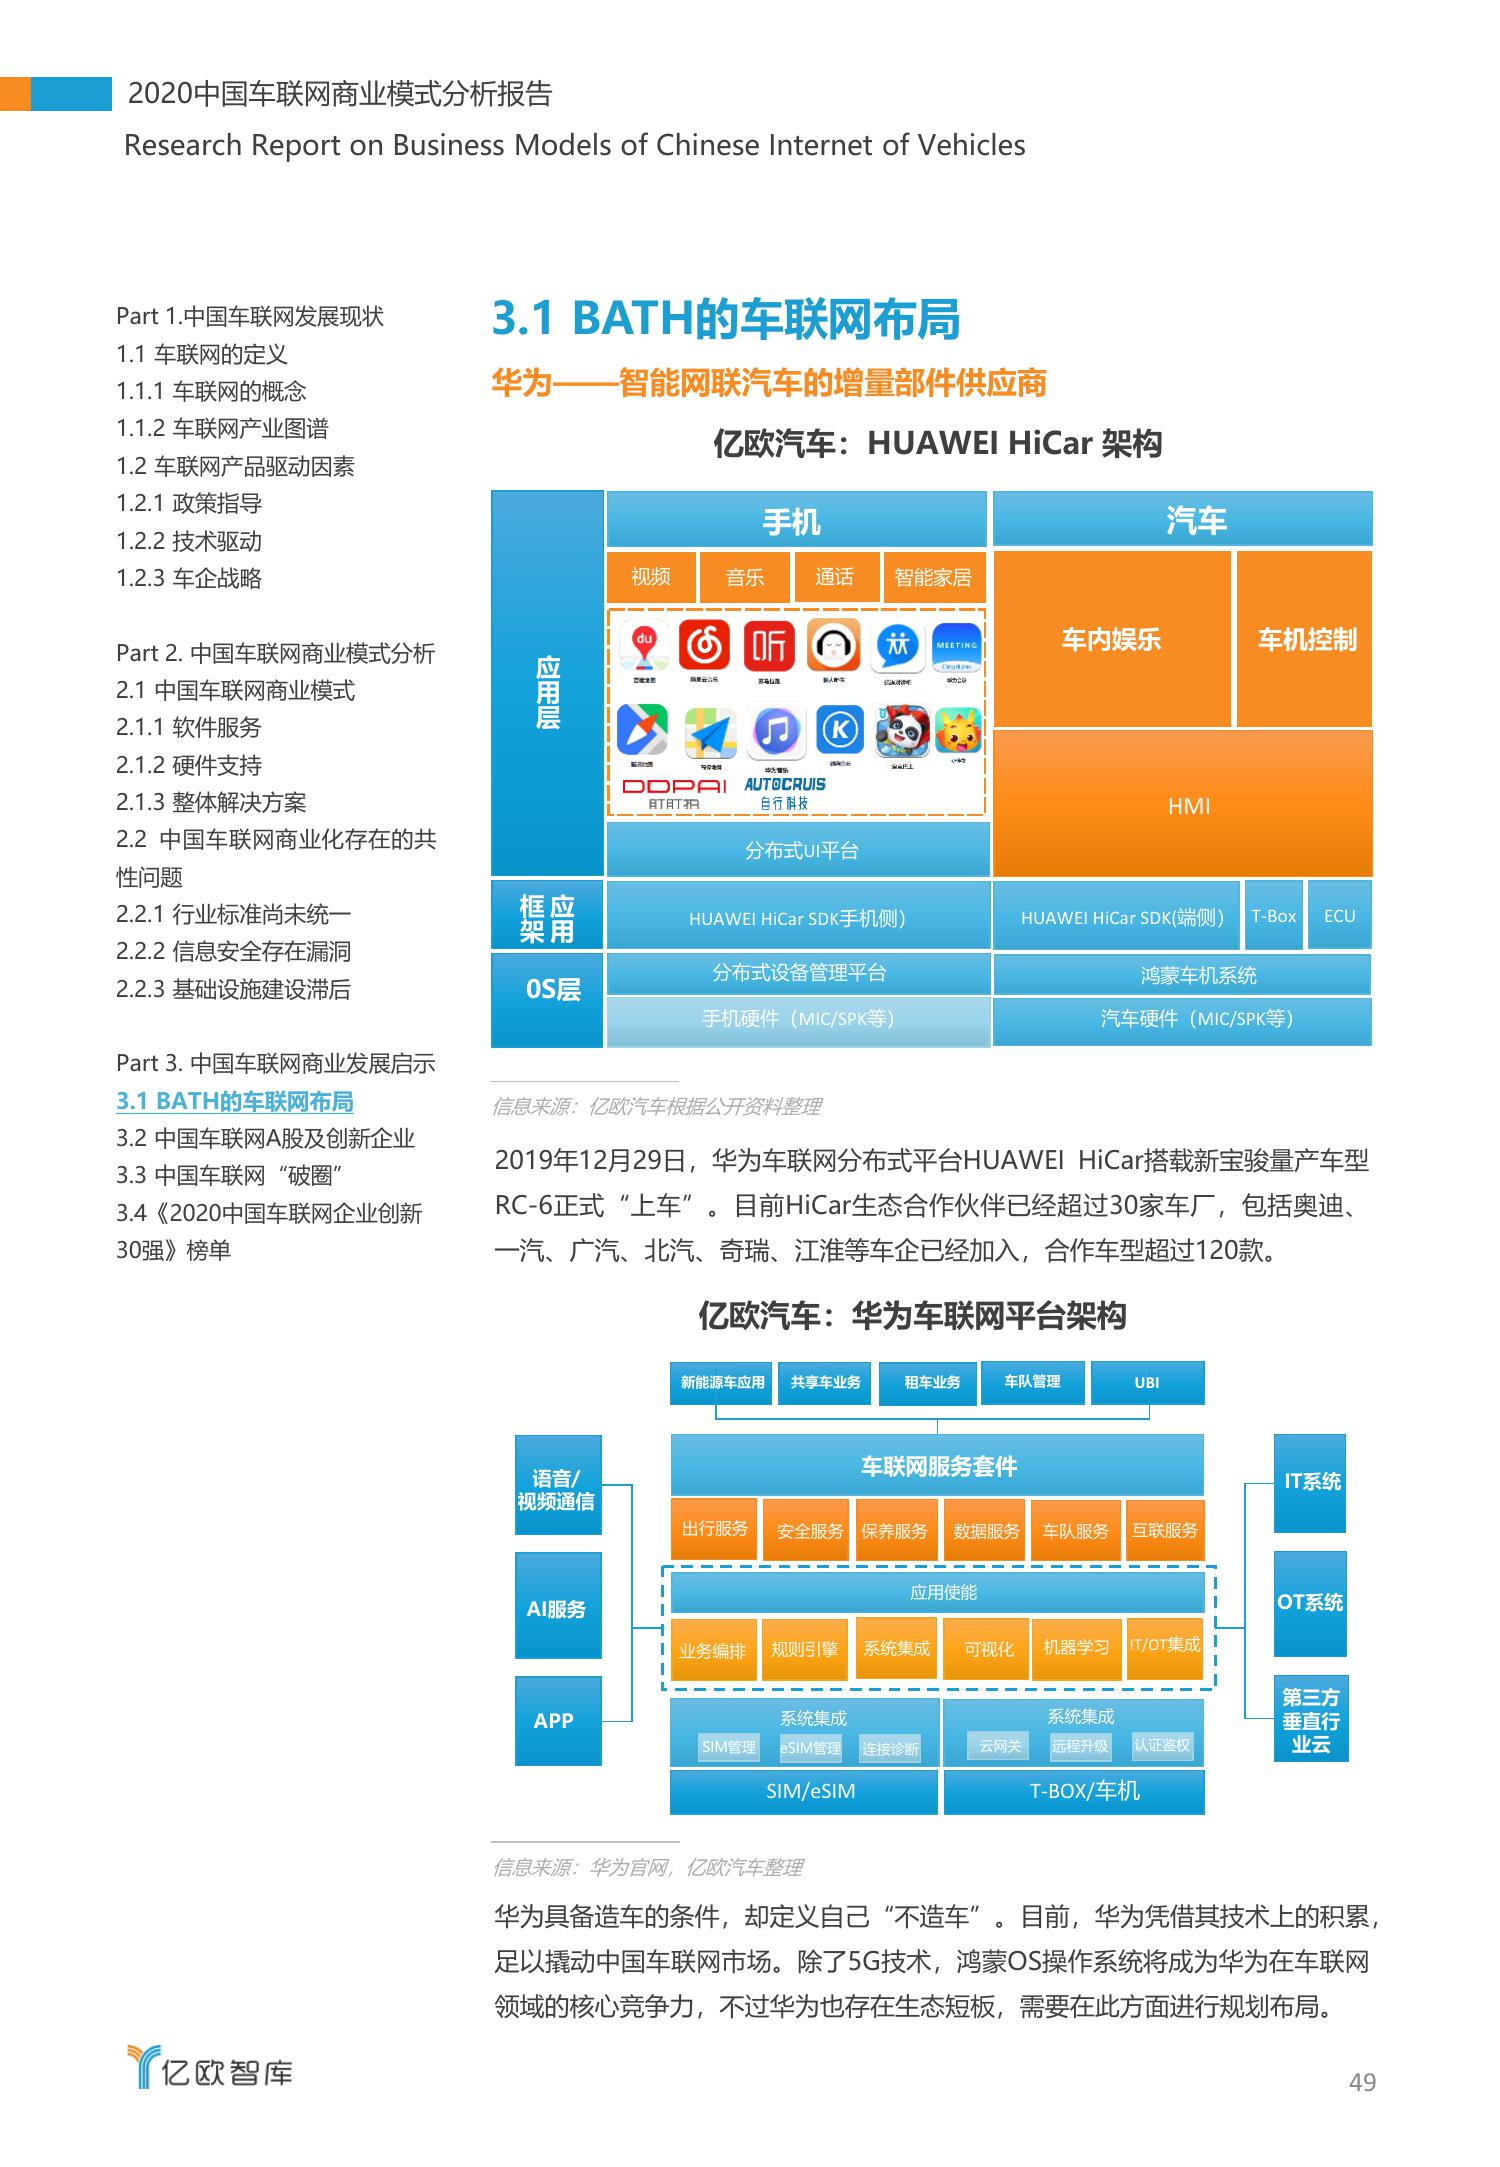 2020中国车联网商业模式分析报告
Research Report on Business Models of Chinese Internet of Vehicles
Part 1.中国车联网发展现状
1.1 车联网的定义
1.1.1 车联网的概念
1.1.2 车联网产业图谱
1.2 车联网产品驱动因素
1.2.1 政策指导
1.2.2 技术驱动
1.2.3 车企战略
Part 2. 中国车联网商业模式分析
2.1 中国车联网商业模式
2.1.1 软件服务
2.1.2 硬件支持
2.1.3 整体解决方案
2.2 中国车联网商业化存在的共
性问题
2.2.1 行业标准尚未统一
2.2.2 信息安全存在漏洞
2.2.3 基础设施建设滞后
Part 3. 中国车联网商业发展启示
3.1 BATH的车联网布局
3.2 中国车联网A股及创新企业
3.3 中国车联网“破圈”
3.4《2020中国车联网企业创新
30强》榜单
3.1 BATH的车联网布局
华为——智能网联汽车的增量部件供应商
亿欧汽车：HUAWEI HiCar 架构
应用层
手机
汽车
视频 音乐 通话 智能家居
车内娱乐 车机控制
du
听
MEETING
CloudLink
百度地图 网易云音乐 喜马拉雅 懒人听书
K
华为音乐
DDPAI
盯盯拍
AUTOCRUIS
自行科技
HMI
分布式UI平台
应用框架
HUAWEI HiCar SDK手机侧）
HUAWEI HiCar SDK(端侧）
T-Box
ECU
0S层
分布式设备管理平台
鸿蒙车机系统
手机硬件（MIC/SPK等）
汽车硬件（MIC/SPK等）
信息来源：亿欧汽车根据公开资料整理
2019年12月29日，华为车联网分布式平台HUAWEI HiCar搭载新宝骏量产车型
RC-6正式“上车”。目前HiCar生态合作伙伴已经超过30家车厂，包括奥迪、
一汽、广汽、北汽、奇瑞、江淮等车企已经加入，合作车型超过120款。
亿欧汽车：华为车联网平台架构
新能源车应用 共享车业务 租车业务 车队管理 UBI
语音/
视频通信
AI服务
APP
车联网服务套件
出行服务 安全服务 保养服务 数据服务 车队服务 互联服务
应用使能
业务编排 规则引擎 系统集成 可视化 机器学习 IT/OT集成
系统集成
SIM管理 eSIM管理 连接诊断
系统集成
云网关 远程升级 认证鉴权
SIM/eSIM
T-BOX/车机
IT系统
OT系统
第三方
垂直行
业云
信息来源：华为官网，亿欧汽车整理
华为具备造车的条件，却定义自己“不造车”。目前，华为凭借其技术上的积累，
足以撬动中国车联网市场。除了5G技术，鸿蒙OS操作系统将成为华为在车联网
领域的核心竞争力，不过华为也存在生态短板，需要在此方面进行规划布局。
亿欧智库
49